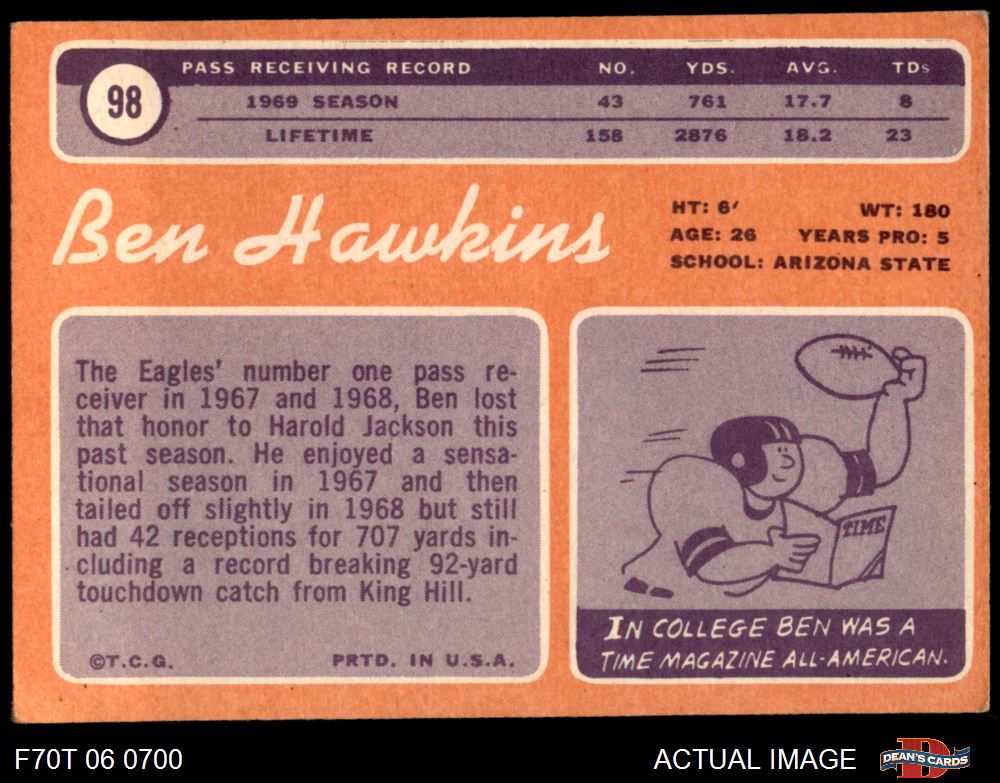 98
PASS RECEIVING RECORD NO. YDS. AVG. TDs
1969 SEASON 43 761 17.7 8
LIFETIME 158 2876 18.2 23
Ben Hawkins
HT: 6' WT: 180
AGE: 26 YEARS PRO: 5
SCHOOL: ARIZONA STATE
The Eagles' number one pass re-
ceiver in 1967 and 1968, Ben lost
that honor to Harold Jackson this
past season. He enjoyed a sensa-
tional season in 1967 and then
tailed off slightly in 1968 but still
had 42 receptions for 707 yards in-
cluding a record breaking 92-yard
touchdown catch from King Hill.
©T.C.G. PRTD. IN U.S.A.
TIME
IN COLLEGE BEN WAS A
TIME MAGAZINE ALL-AMERICAN.
F70T 06 0700 ACTUAL IMAGE D DEAN'S CARDS